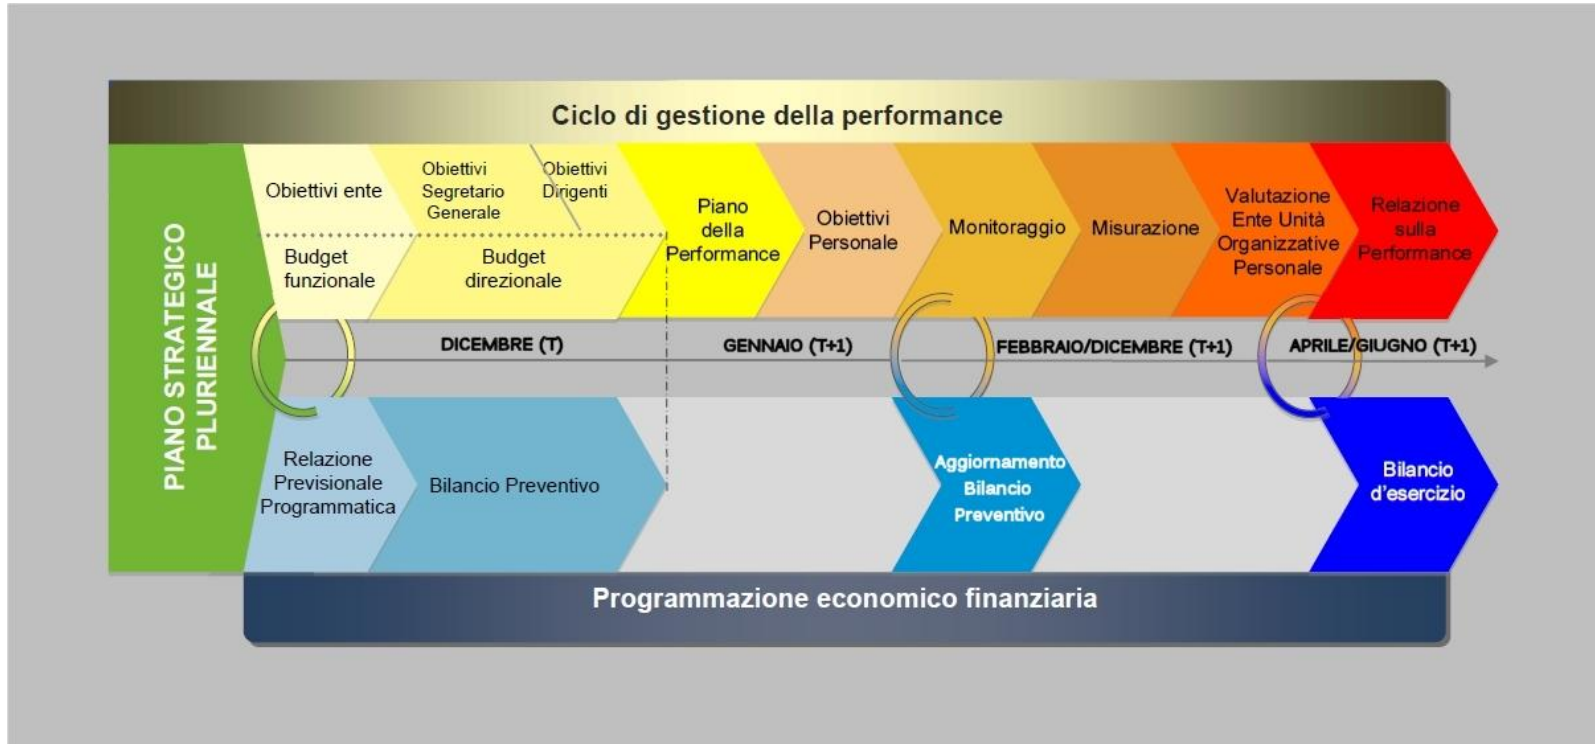 Ciclo di gestione della performance
PIANO STRATEGICO
PLURIENNALE
Obiettivi ente
Obiettivi
Segretario
Generale
Obiettivi
Dirigenti
Budget
funzionale
Budget
direzionale
Piano
della
Performance
Obiettivi
Personale
Monitoraggio
Misurazione
Valutazione
Ente Unità
Organizzative
Personale
Relazione
sulla
Performance
DICEMBRE (T)
GENNAIO (T+1)
FEBBRAIO/DICEMBRE (T+1)
APRILE/GIUGNO (T+1)
Relazione
Previsionale
Programmatica
Bilancio Preventivo
Aggiornamento
Bilancio
Preventivo
Bilancio
d'esercizio
Programmazione economico finanziaria